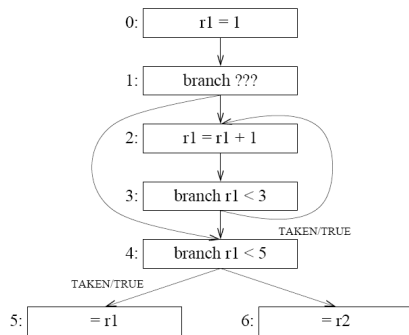 0: r1 = 1
1: branch ???
2: r1 = r1 + 1
3: branch r1 < 3
TAKEN/TRUE
4: branch r1 < 5
TAKEN/TRUE
5: = r1
6: = r2